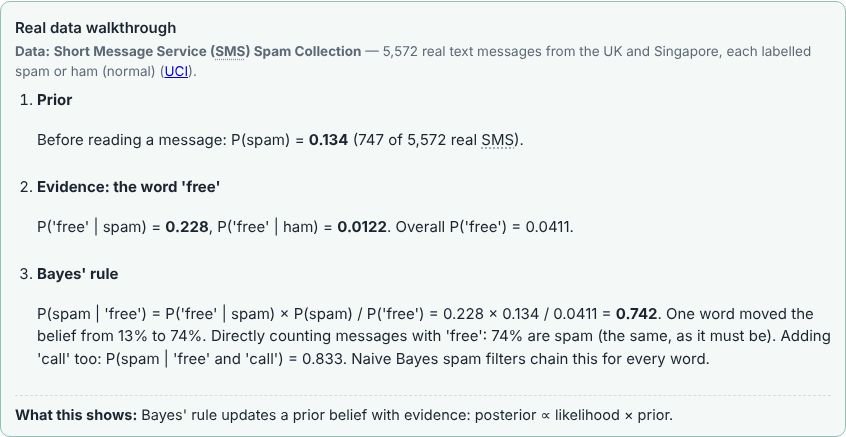 Real data walkthrough
Data: Short Message Service (SMS) Spam Collection — 5,572 real text messages from the UK and Singapore, each labelled
spam or ham (normal) (UCI).
1. Prior
Before reading a message: P(spam) = 0.134 (747 of 5,572 real SMS).
2. Evidence: the word 'free'
P('free' | spam) = 0.228, P('free' | ham) = 0.0122. Overall P('free') = 0.0411.
3. Bayes' rule
P(spam | 'free') = P('free' | spam) × P(spam) / P('free') = 0.228 × 0.134 / 0.0411 = 0.742. One word moved the
belief from 13% to 74%. Directly counting messages with 'free': 74% are spam (the same, as it must be). Adding
'call' too: P(spam | 'free' and 'call') = 0.833. Naive Bayes spam filters chain this for every word.
What this shows: Bayes' rule updates a prior belief with evidence: posterior ∝ likelihood × prior.